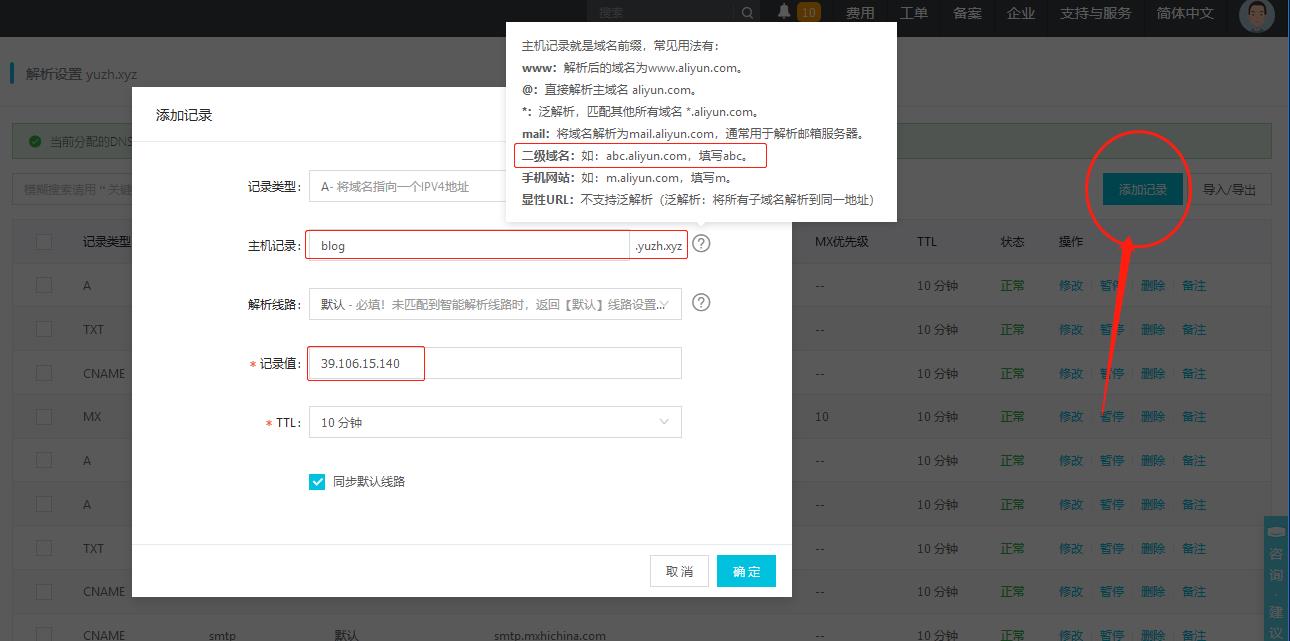 搜索
10
费用
工单
备案
企业
支持与服务
简体中文
解析设置 yuzh.xyz
主机记录就是域名前缀，常见用法有：
www：解析后的域名为www.aliyun.com。
@：直接解析主域名 aliyun.com。
*：泛解析，匹配其他所有域名 *.aliyun.com。
mail：将域名解析为mail.aliyun.com，通常用于解析邮箱服务器。
二级域名：如：abc.aliyun.com，填写abc。
手机网站：如：m.aliyun.com，填写m。
显性URL：不支持泛解析（泛解析：将所有子域名解析到同一地址）
当前分配的DNS
模糊搜索请用 “ 关键
添加记录
导入/导出
添加记录
记录类型：
A- 将域名指向一个IPV4地址
主机记录：
blog
.yuzh.xyz
解析线路：
默认 - 必填！未匹配到智能解析线路时，返回【默认】线路设置...
* 记录值：
39.106.15.140
* TTL：
10 分钟
同步默认线路
取消
确定
记录类型
MX优先级
TTL
状态
操作
A
--
10 分钟
正常
修改
暂停
删除
备注
TXT
--
10 分钟
正常
修改
暂停
删除
备注
CNAME
--
10 分钟
正常
修改
暂停
删除
备注
MX
10
10 分钟
正常
修改
暂停
删除
备注
A
--
10 分钟
正常
修改
暂停
删除
备注
A
--
10 分钟
正常
修改
暂停
删除
备注
TXT
--
10 分钟
正常
修改
暂停
删除
备注
CNAME
--
10 分钟
正常
修改
暂停
删除
备注
CNAME
smtp
默认
smtp.mxhichina.com
--
10 分钟
正常
修改
暂停
删除
备注
咨询·建议